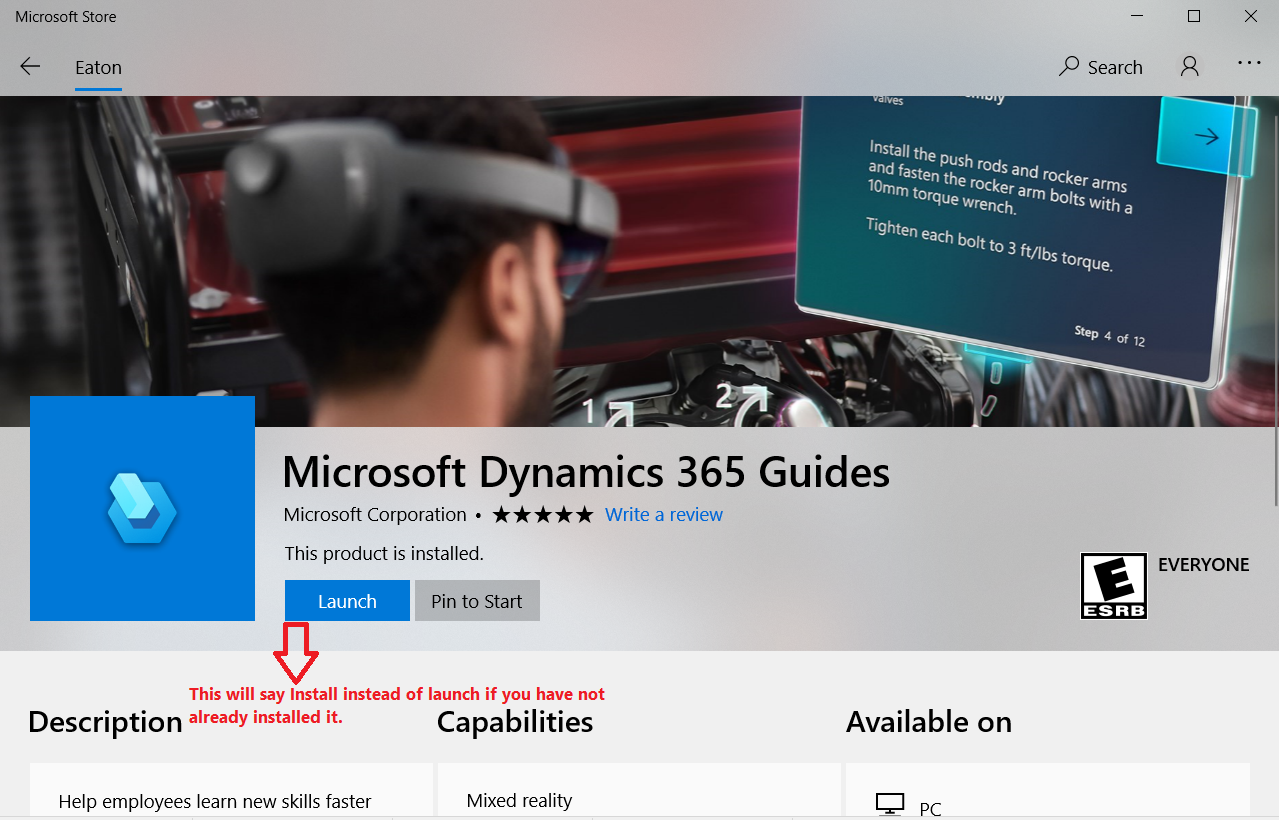 Microsoft Store
Eaton
Search
valves
Install the push rods and rocker arms
and fasten the rocker arm bolts with a
10mm torque wrench.
Tighten each bolt to 3 ft/lbs torque.
Step 4 of 12
1
2
Microsoft Dynamics 365 Guides
Microsoft Corporation • ★★★★★ Write a review
This product is installed.
Launch
Pin to Start
E
ESRB
EVERYONE
This will say Install instead of launch if you have not
already installed it.
Description
Capabilities
Available on
Help employees learn new skills faster
Mixed reality
PC